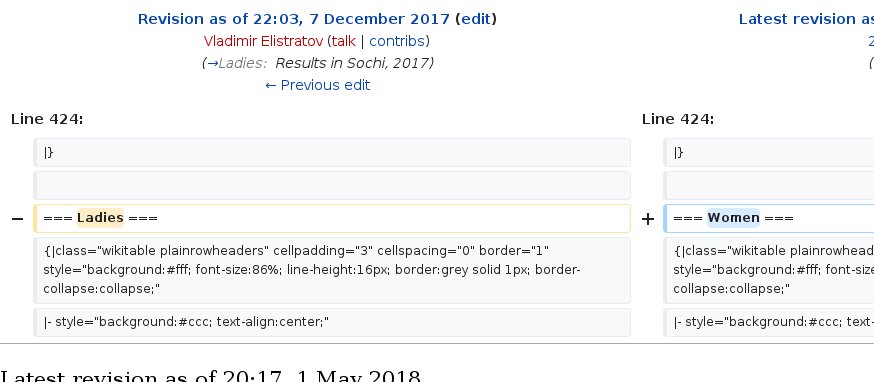 Revision as of 22:03, 7 December 2017 (edit)
Vladimir Elistratov (talk | contribs)
(→Ladies: Results in Sochi, 2017)
← Previous edit
Latest revision as
2
(
Line 424:
Line 424:
|}
|}
− === Ladies ===
+ === Women ===
{|class="wikitable plainrowheaders" cellpadding="3" cellspacing="0" border="1"
style="background:#fff; font-size:86%; line-height:16px; border:grey solid 1px; border-
collapse:collapse;"
{|class="wikitable plainrowhead
style="background:#fff; font-size
collapse:collapse;"
|- style="background:#ccc; text-align:center;"
|- style="background:#ccc; text-
Latest revision as of 20:17, 1 May 2018